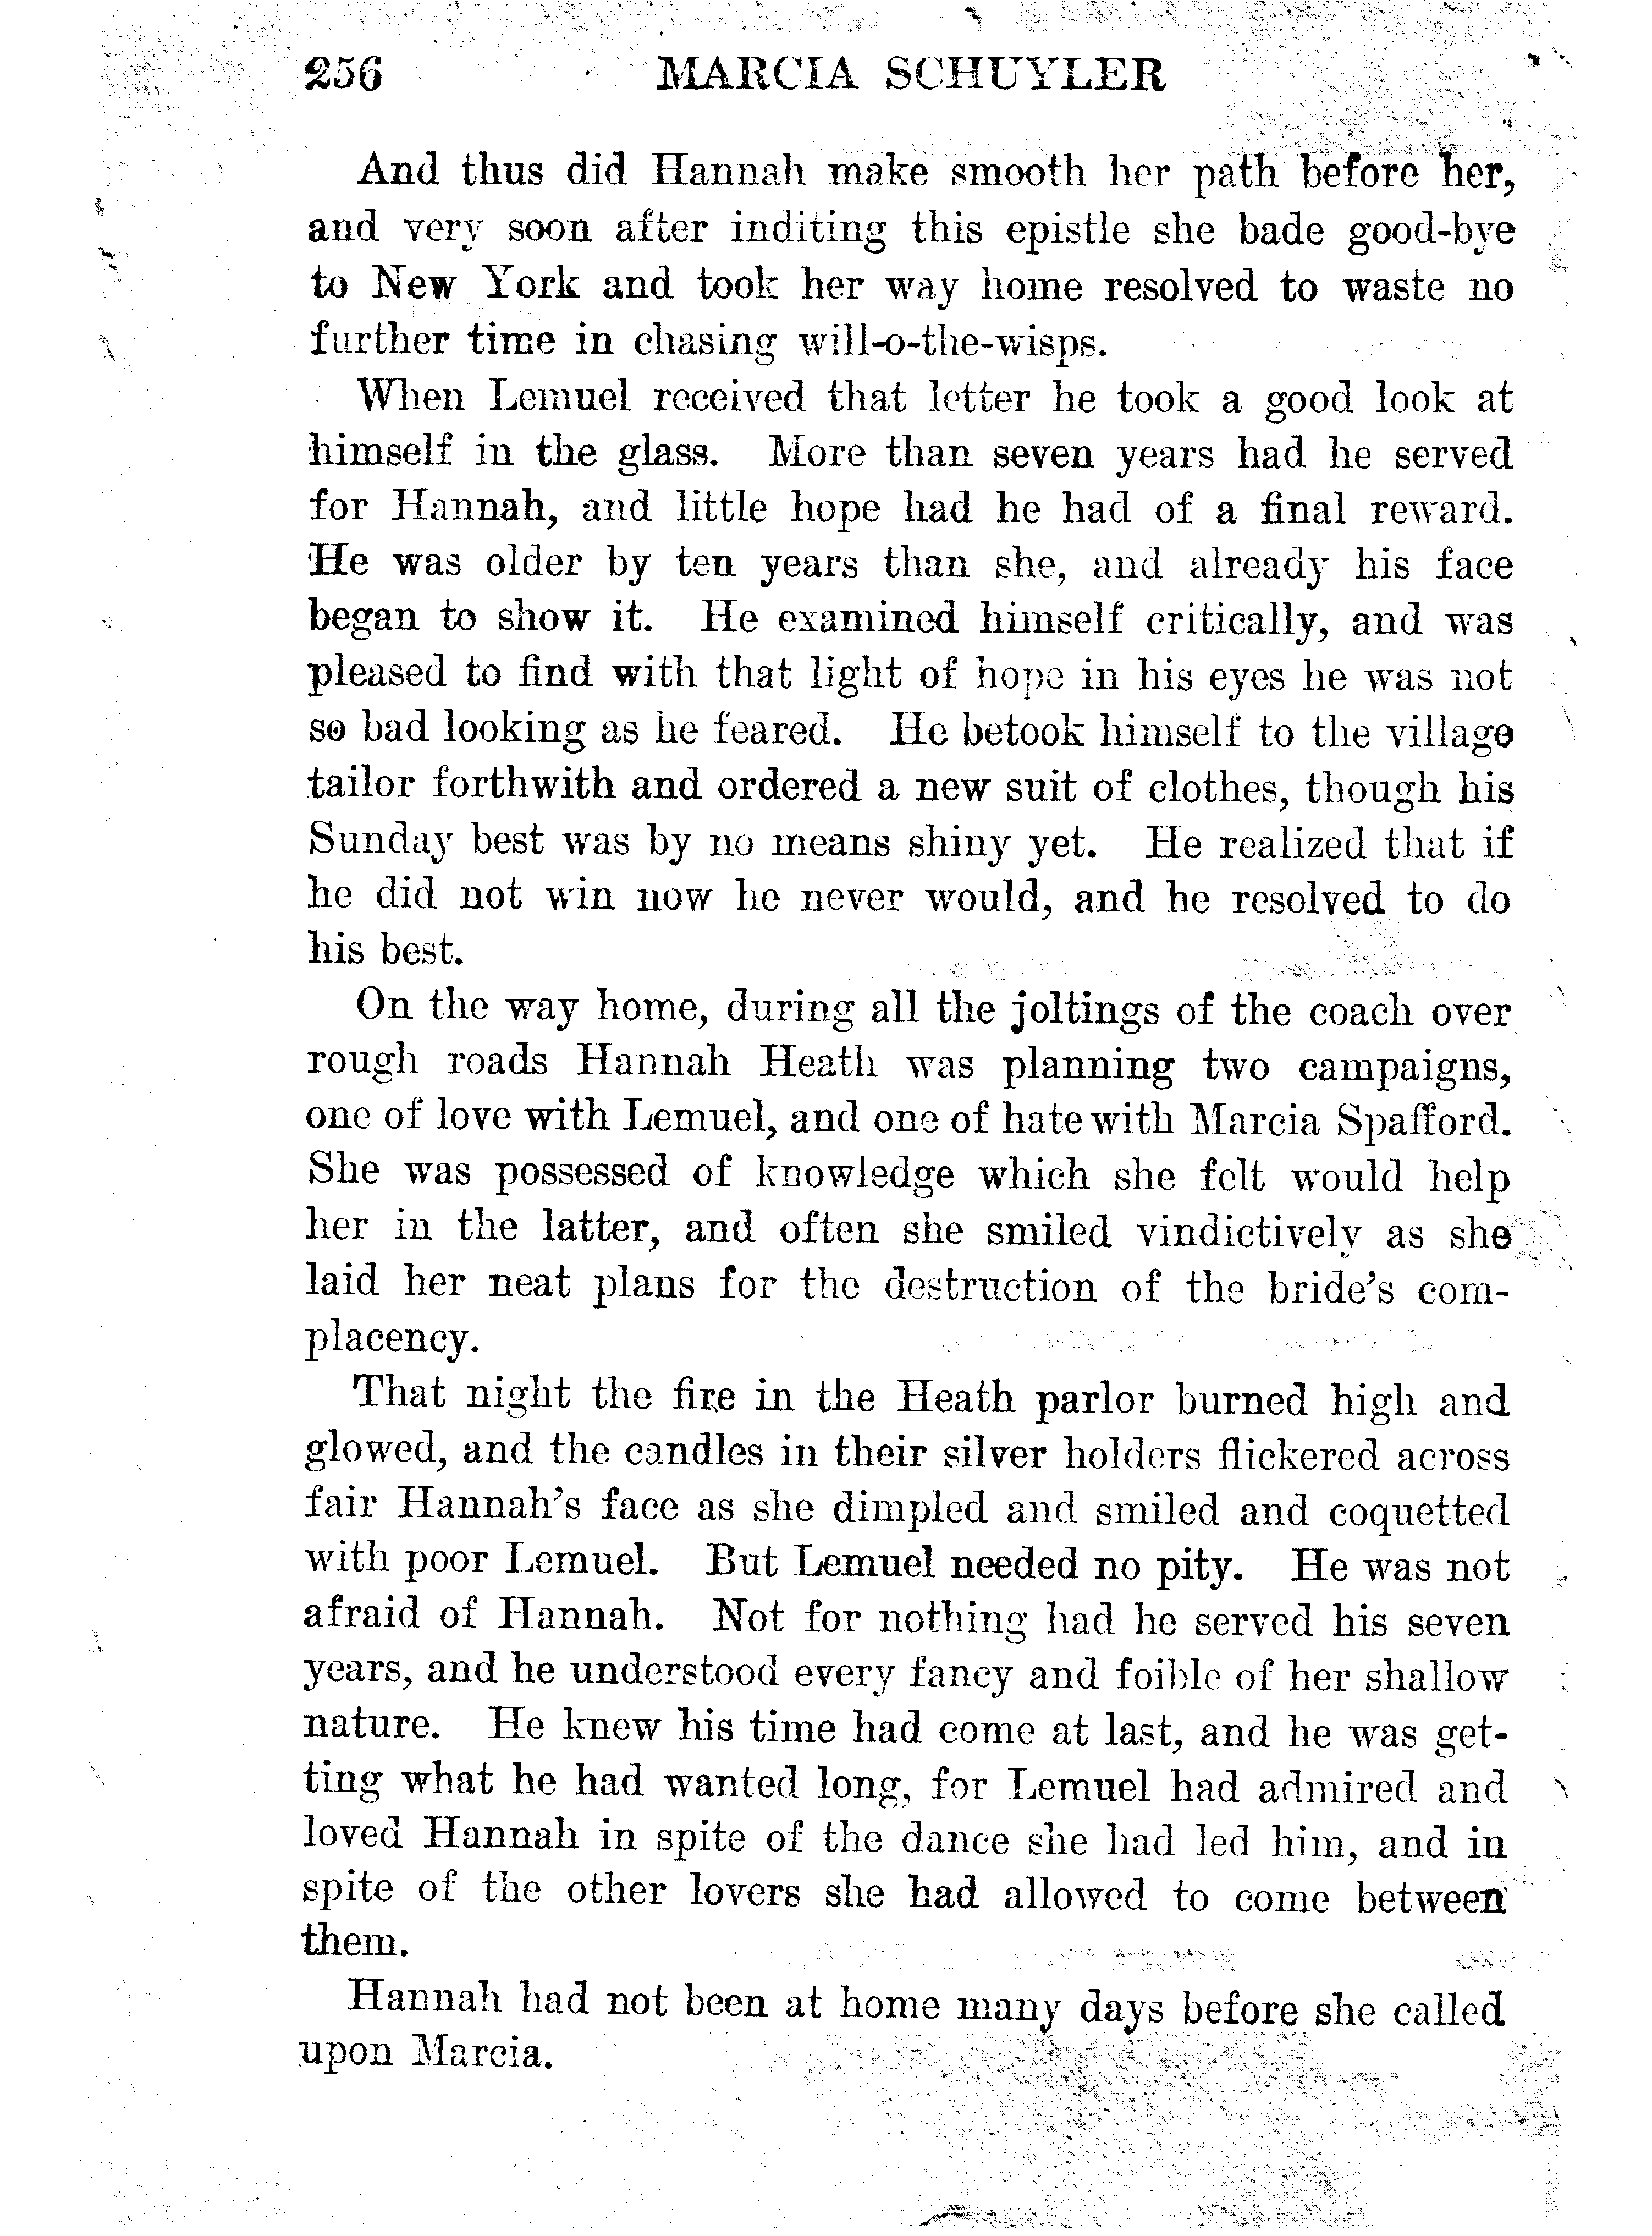 256 MARCIA SCHUYLER
And thus did Hannah make smooth her path before her,
and very soon after inditing this epistle she bade good-bye
to New York and took her way home resolved to waste no
further time in chasing will-o-the-wisps.
When Lemuel received that letter he took a good look at
himself in the glass. More than seven years had he served
for Hannah, and little hope had he had of a final reward.
He was older by ten years than she, and already his face
began to show it. He examined himself critically, and was
pleased to find with that light of hope in his eyes he was not
so bad looking as he feared. He betook himself to the village
tailor forthwith and ordered a new suit of clothes, though his
Sunday best was by no means shiny yet. He realized that if
he did not win now he never would, and he resolved to do
his best.
On the way home, during all the joltings of the coach over
rough roads Hannah Heath was planning two campaigns,
one of love with Lemuel, and one of hate with Marcia Spafford.
She was possessed of knowledge which she felt would help
her in the latter, and often she smiled vindictively as she
laid her neat plans for the destruction of the bride's com-
placency.
That night the fire in the Heath parlor burned high and
glowed, and the candles in their silver holders flickered across
fair Hannah's face as she dimpled and smiled and coquetted
with poor Lemuel. But Lemuel needed no pity. He was not
afraid of Hannah. Not for nothing had he served his seven
years, and he understood every fancy and foible of her shallow
nature. He knew his time had come at last, and he was get-
ting what he had wanted long, for Lemuel had admired and
loved Hannah in spite of the dance she had led him, and in
spite of the other lovers she had allowed to come between
them.
Hannah had not been at home many days before she called
upon Marcia.